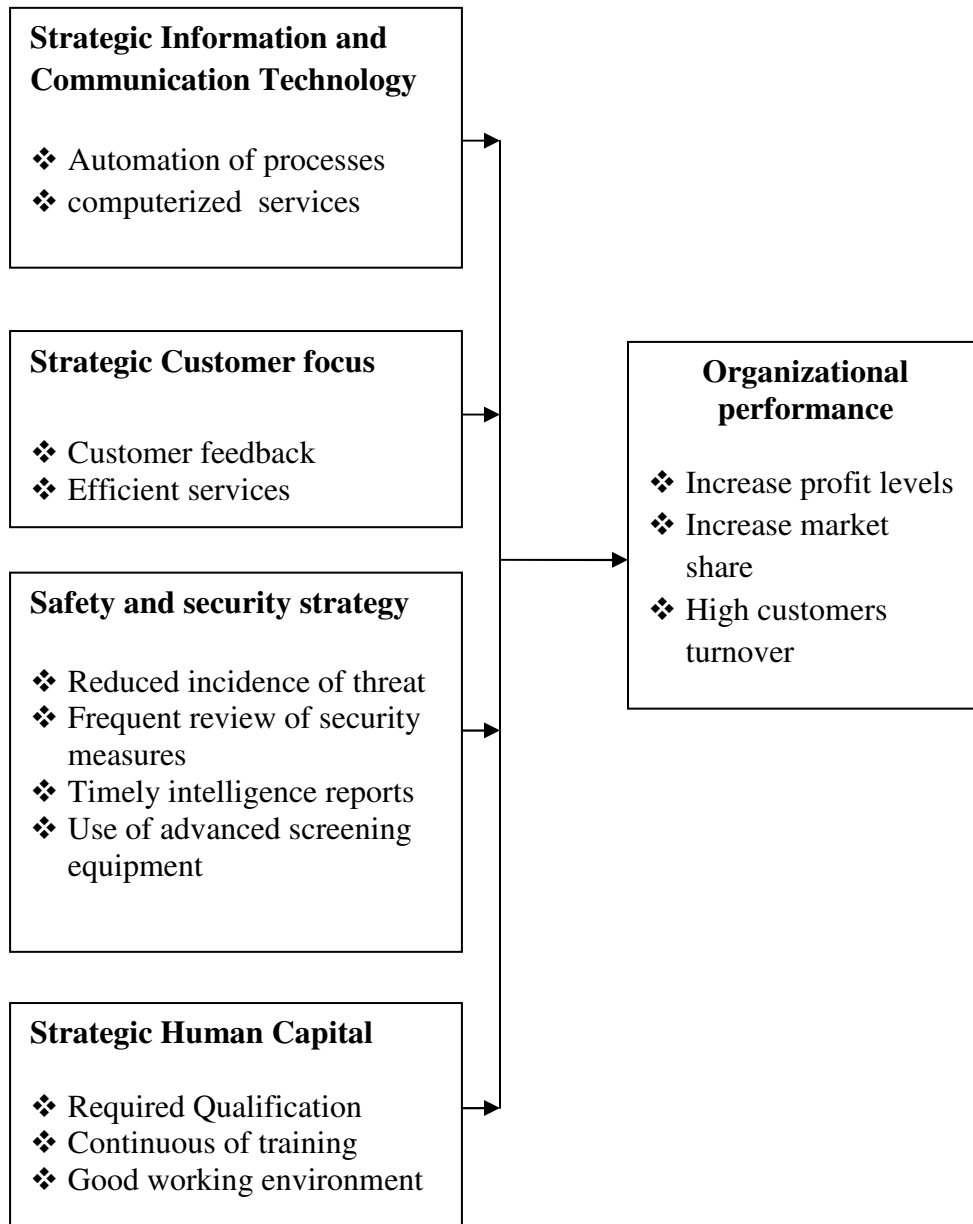 Strategic Information and
Communication Technology
❖ Automation of processes
❖ computerized services
Strategic Customer focus
❖ Customer feedback
❖ Efficient services
Safety and security strategy
❖ Reduced incidence of threat
❖ Frequent review of security
measures
❖ Timely intelligence reports
❖ Use of advanced screening
equipment
Strategic Human Capital
❖ Required Qualification
❖ Continuous of training
❖ Good working environment
Organizational
performance
❖ Increase profit levels
❖ Increase market
share
❖ High customers
turnover